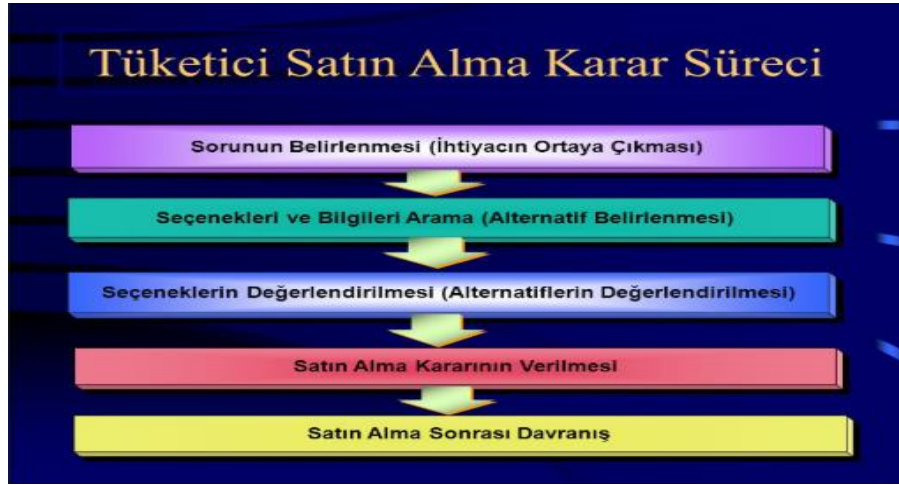 Tüketici Satın Alma Karar Süreci
Sorunun Belirlenmesi (İhtiyacın Ortaya Çıkması)
Seçenekleri ve Bilgileri Arama (Alternatif Belirlenmesi)
Seçeneklerin Değerlendirilmesi (Alternatiflerin Değerlendirilmesi)
Satın Alma Kararının Verilmesi
Satın Alma Sonrası Davranış